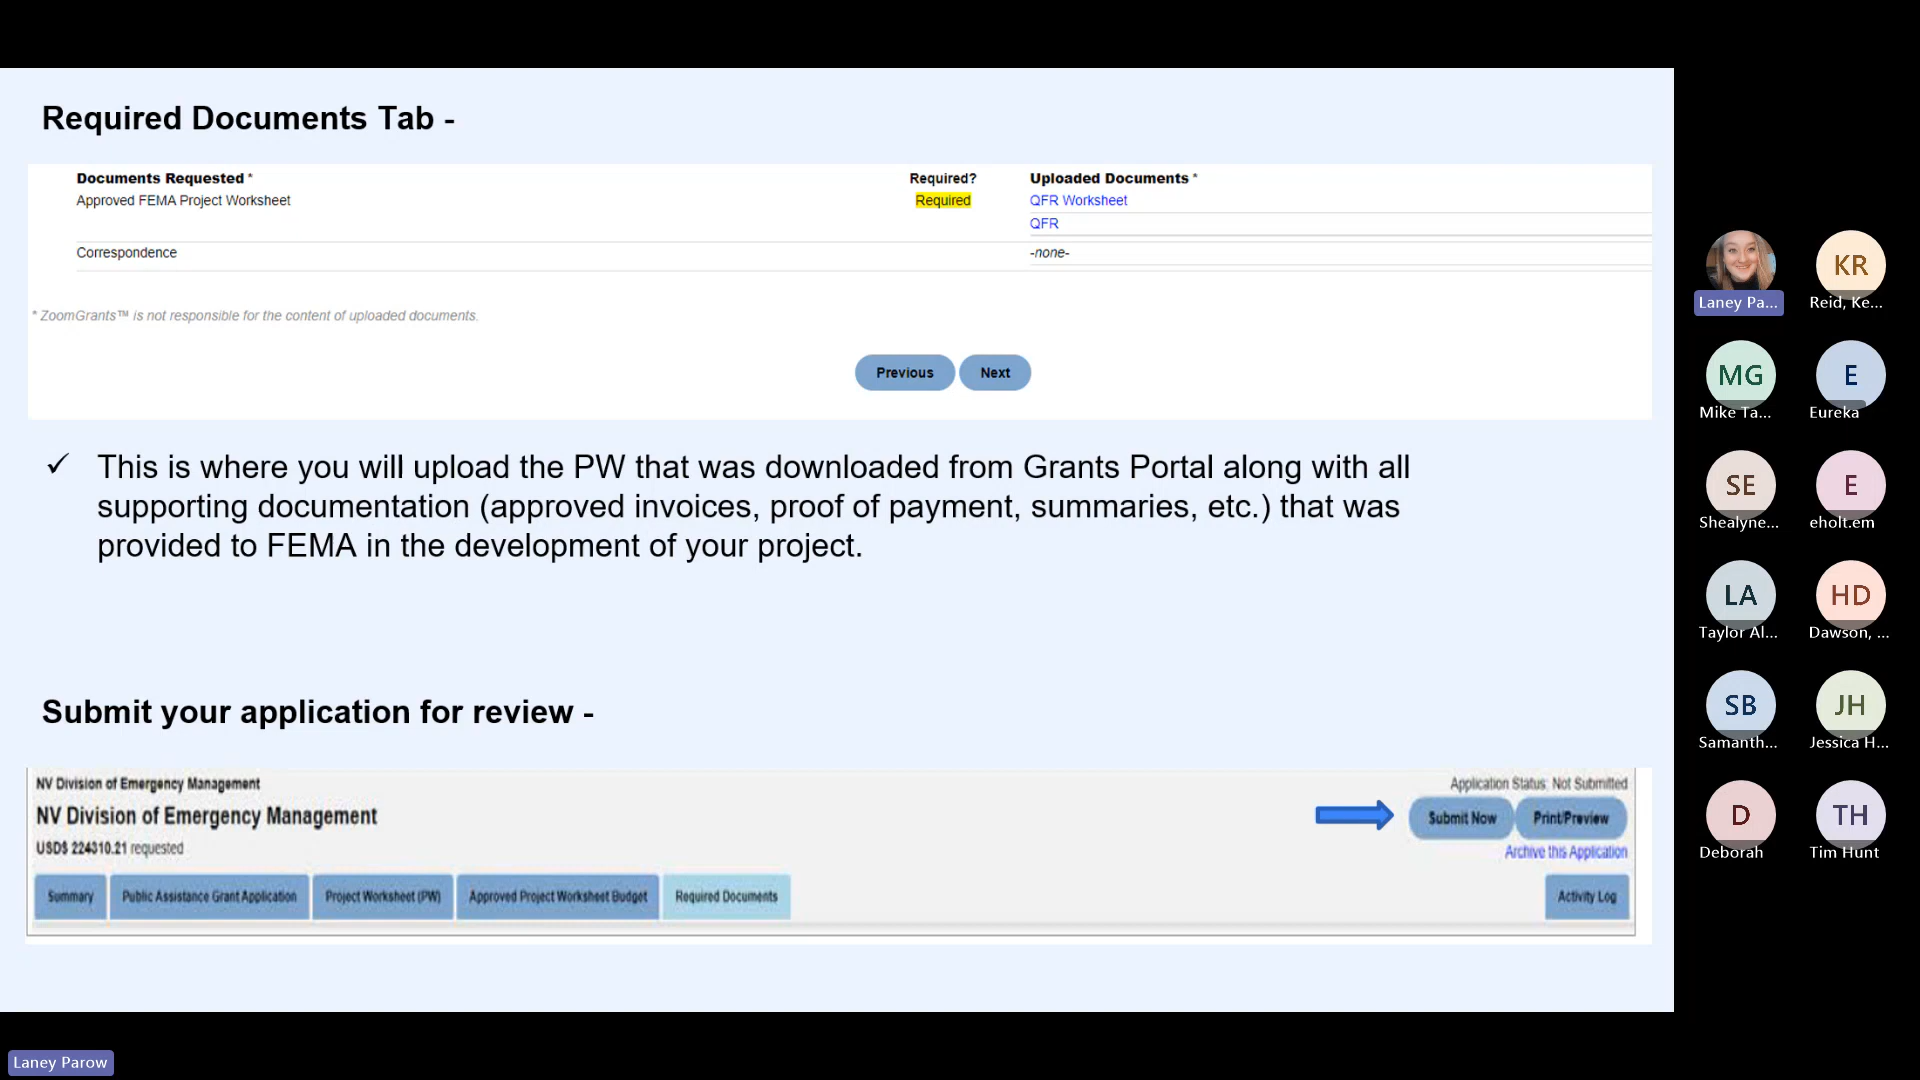 Required Documents Tab -
Documents Requested * Required? Uploaded Documents *
Approved FEMA Project Worksheet Required QFR Worksheet
QFR
Correspondence -none-
* ZoomGrants™ is not responsible for the content of uploaded documents.
Previous Next
✓ This is where you will upload the PW that was downloaded from Grants Portal along with all
supporting documentation (approved invoices, proof of payment, summaries, etc.) that was
provided to FEMA in the development of your project.
Submit your application for review -
NV Division of Emergency Management Application Status: Not Submitted
NV Division of Emergency Management Submit Now Print/Preview
USD$ 224310.21 requested Archive this Application
Summary Public Assistance Grant Application Project Worksheet (PW) Approved Project Worksheet Budget Required Documents Activity Log
KR
Laney Pa... Reid, Ke...
MG E
Mike Ta... Eureka
SE E
Shealyne... eholt.em
LA HD
Taylor Al... Dawson, ...
SB JH
Samanth... Jessica H...
D TH
Deborah Tim Hunt
Laney Parow